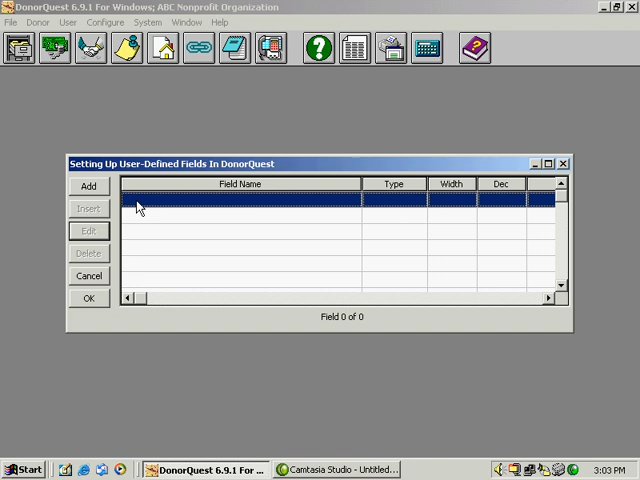 DonorQuest 6.9.1 For Windows; ABC Nonprofit Organization
File Donor User Configure System Window Help
Setting Up User-Defined Fields In DonorQuest
Add
Insert
Edit
Delete
Cancel
OK
Field Name Type Width Dec
Field 0 of 0
Start DonorQuest 6.9.1 For ... Camtasia Studio - Untitled... 3:03 PM